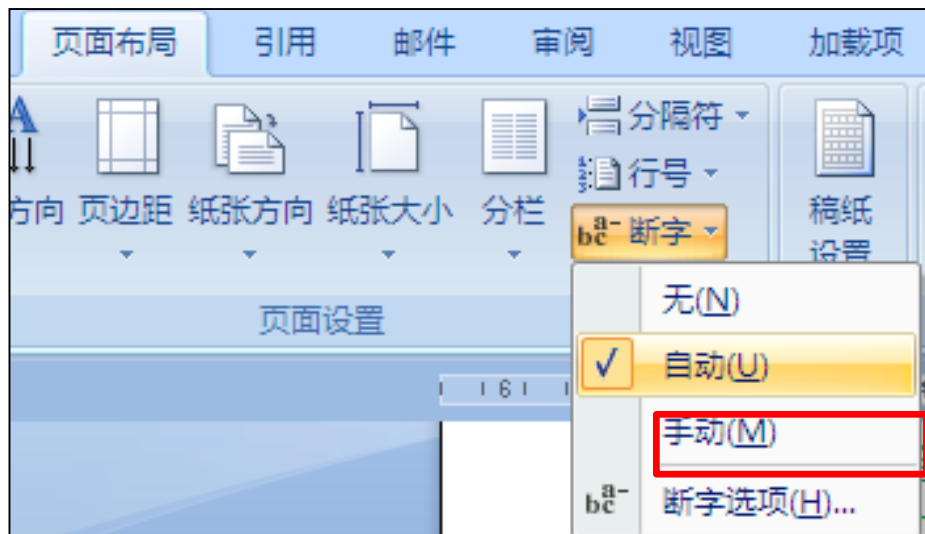 页面布局 引用 邮件 审阅 视图 加载项
分隔符
行号
方向 页边距 纸张方向 纸张大小 分栏 断字 稿纸
设置
页面设置
无(N)
自动(U)
6
手动(M)
断字选项(H)...